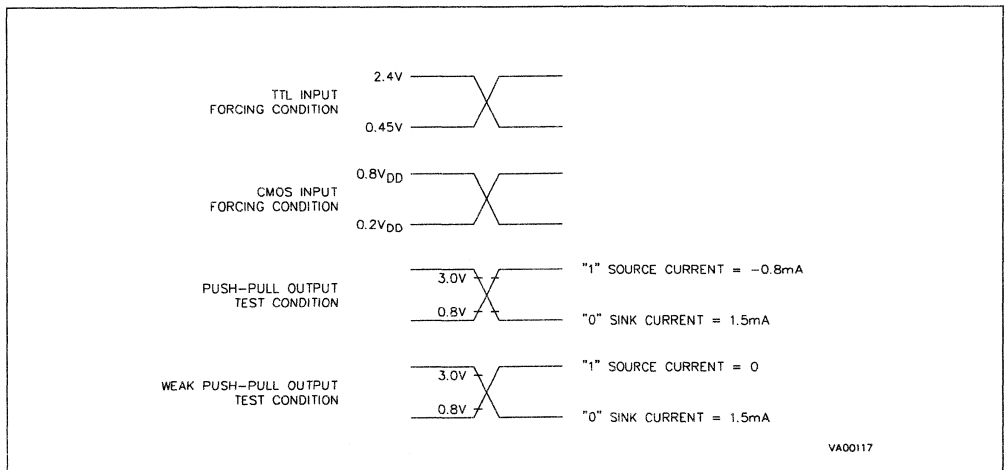 TTL INPUT
FORCING CONDITION
2.4V
0.45V
CMOS INPUT
FORCING CONDITION
0.8VDD
0.2VDD
PUSH-PULL OUTPUT
TEST CONDITION
3.0V
0.8V
"1" SOURCE CURRENT = -0.8mA
"0" SINK CURRENT = 1.5mA
WEAK PUSH-PULL OUTPUT
TEST CONDITION
3.0V
0.8V
"1" SOURCE CURRENT = 0
"0" SINK CURRENT = 1.5mA
VA00117